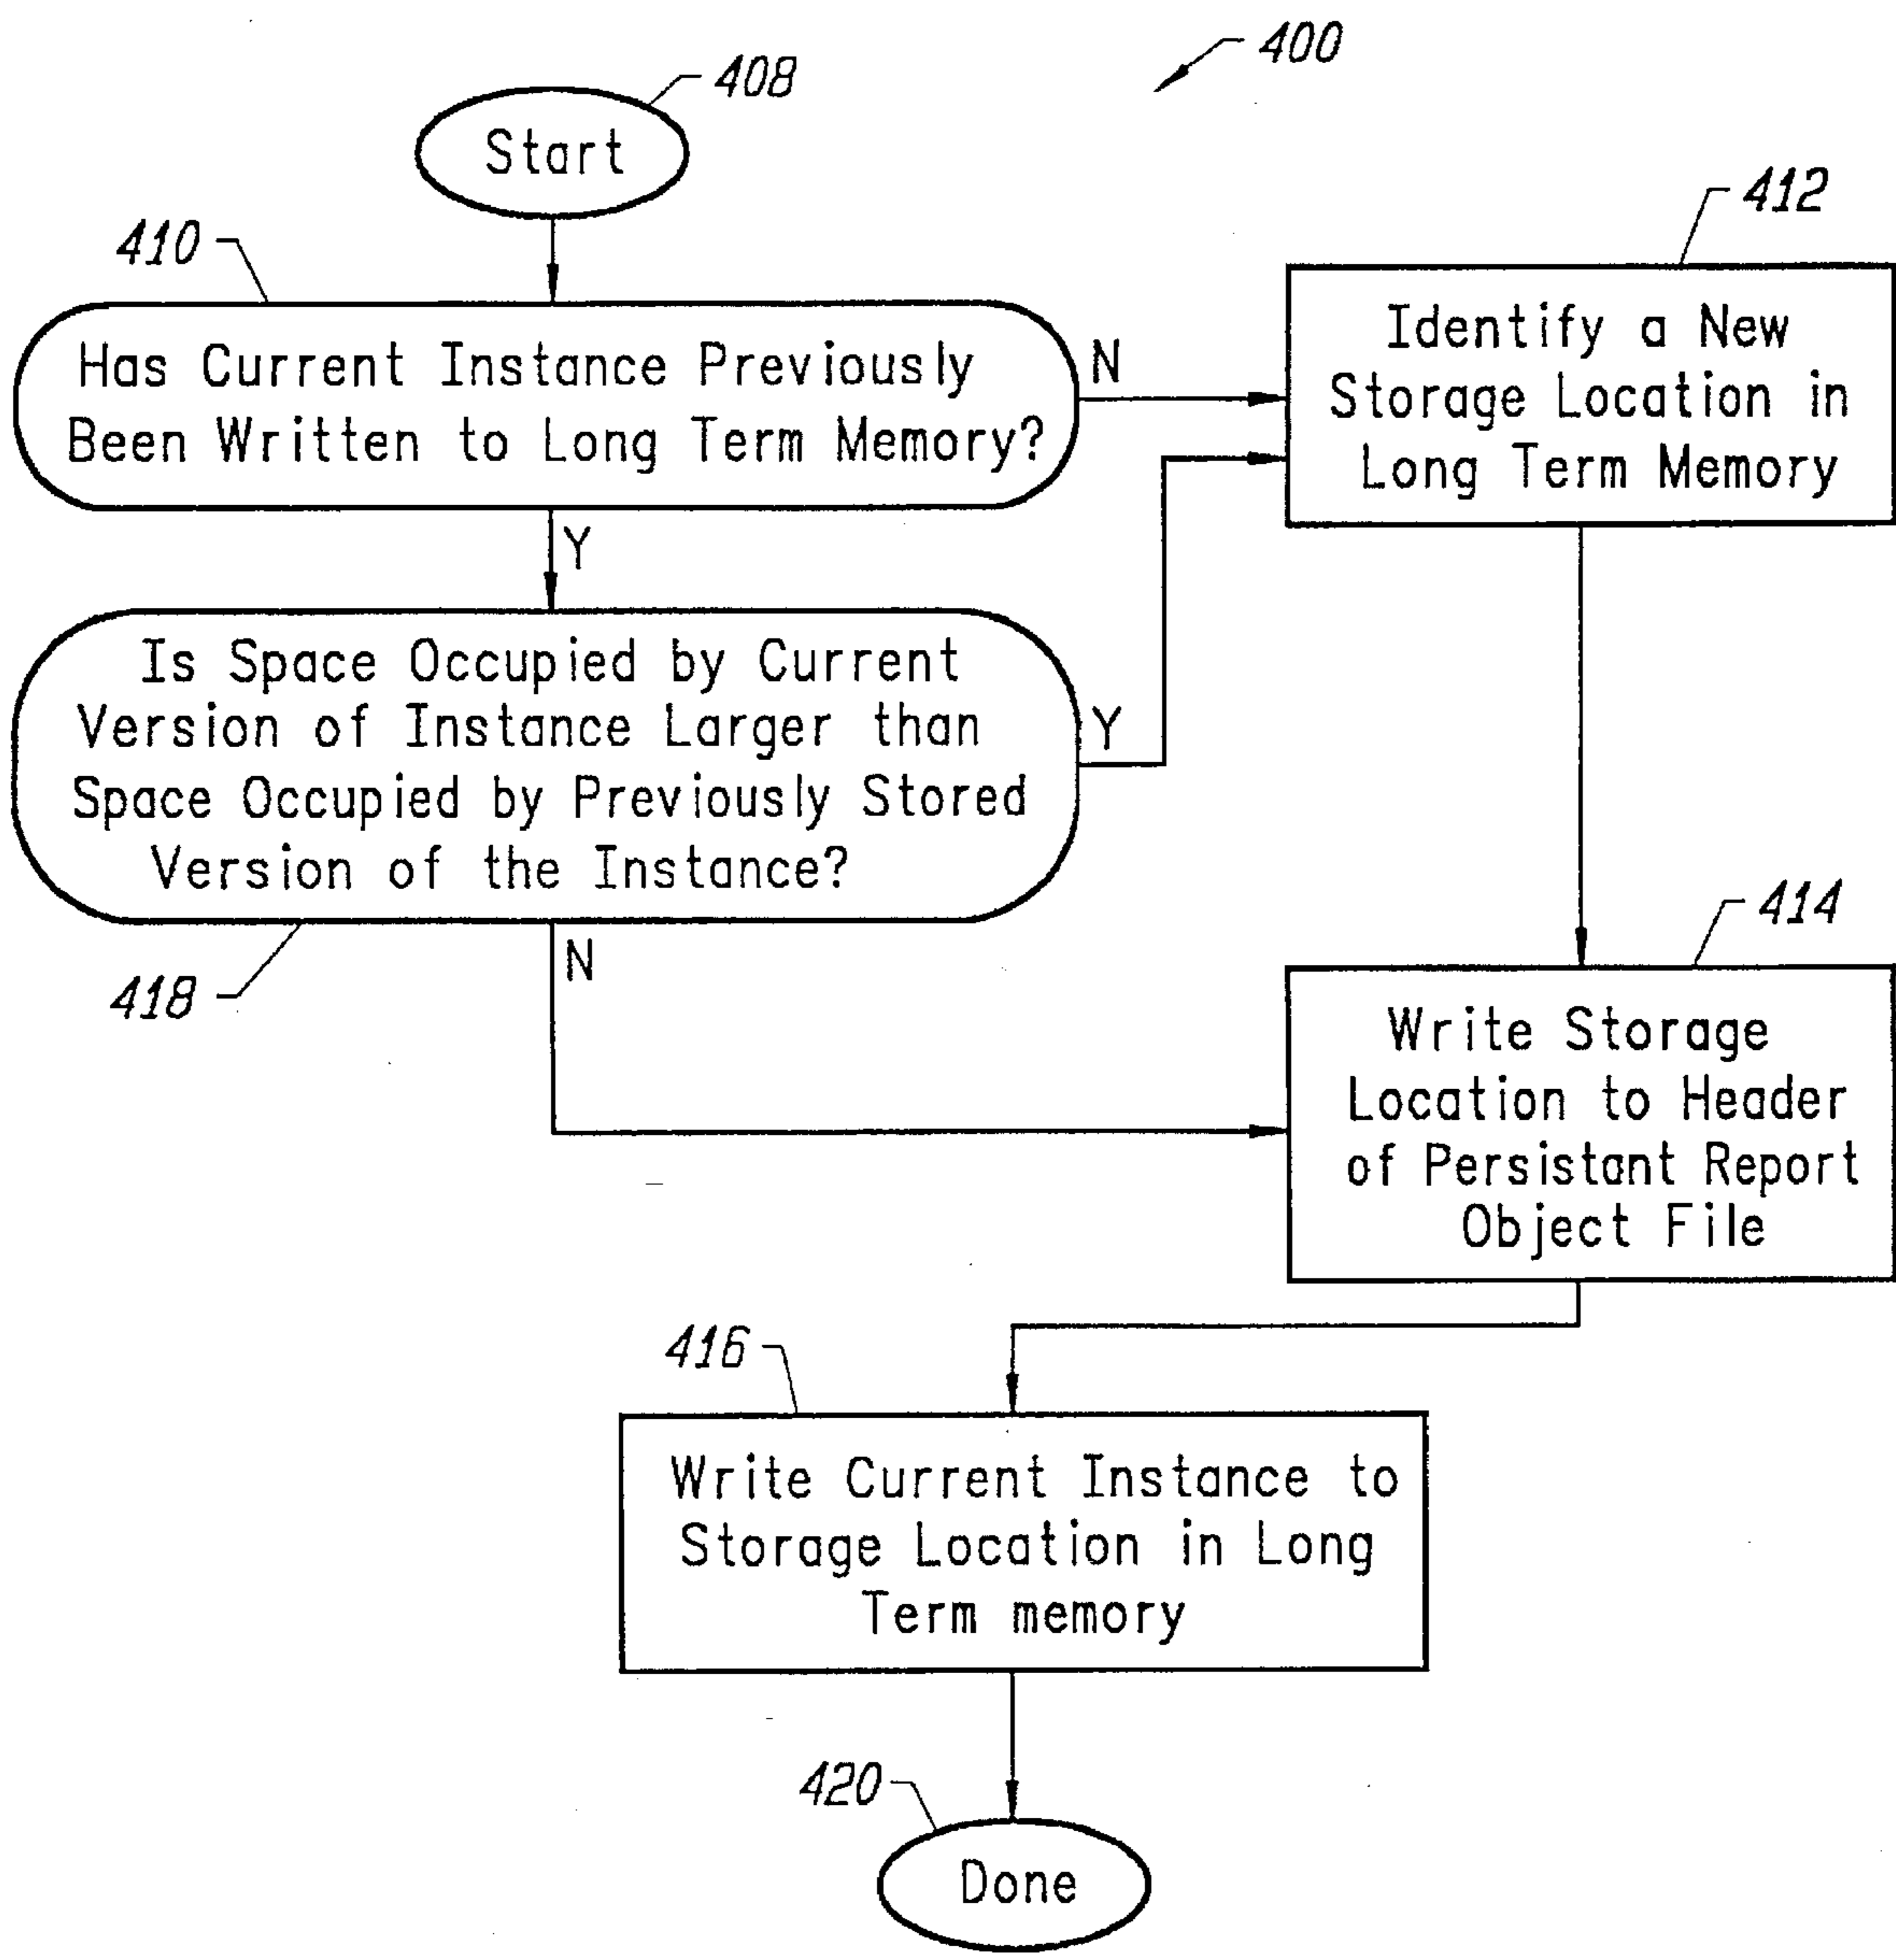 400
408
Start
410
Has Current Instance Previously
Been Written to Long Term Memory?
N
Y
412
Identify a New
Storage Location in
Long Term Memory
Is Space Occupied by Current
Version of Instance Larger than
Space Occupied by Previously Stored
Version of the Instance?
Y
418
N
414
Write Storage
Location to Header
of Persistant Report
Object File
416
Write Current Instance to
Storage Location in Long
Term memory
420
Done